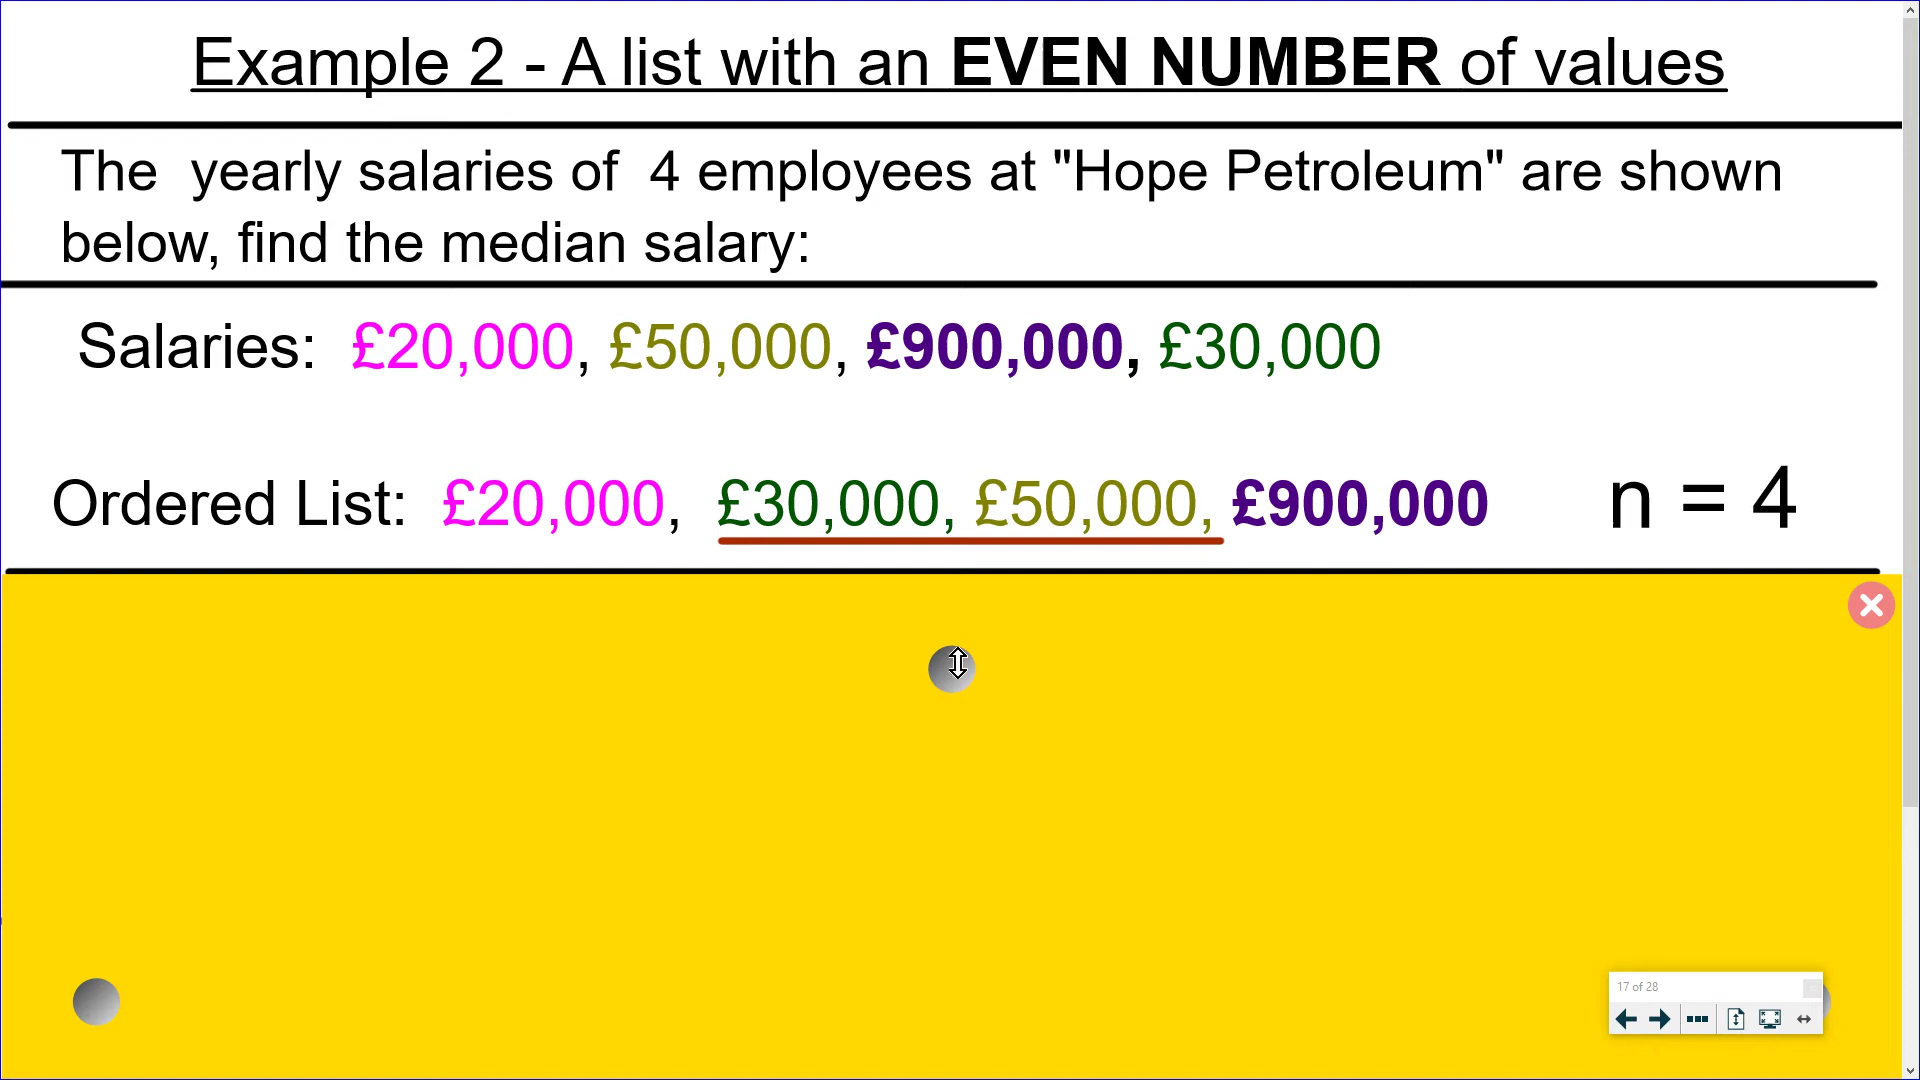 Example 2 - A list with an EVEN NUMBER of values
The yearly salaries of 4 employees at "Hope Petroleum" are shown
below, find the median salary:
Salaries: £20,000, £50,000, £900,000, £30,000
Ordered List: £20,000, £30,000, £50,000, £900,000 n = 4
17 of 28